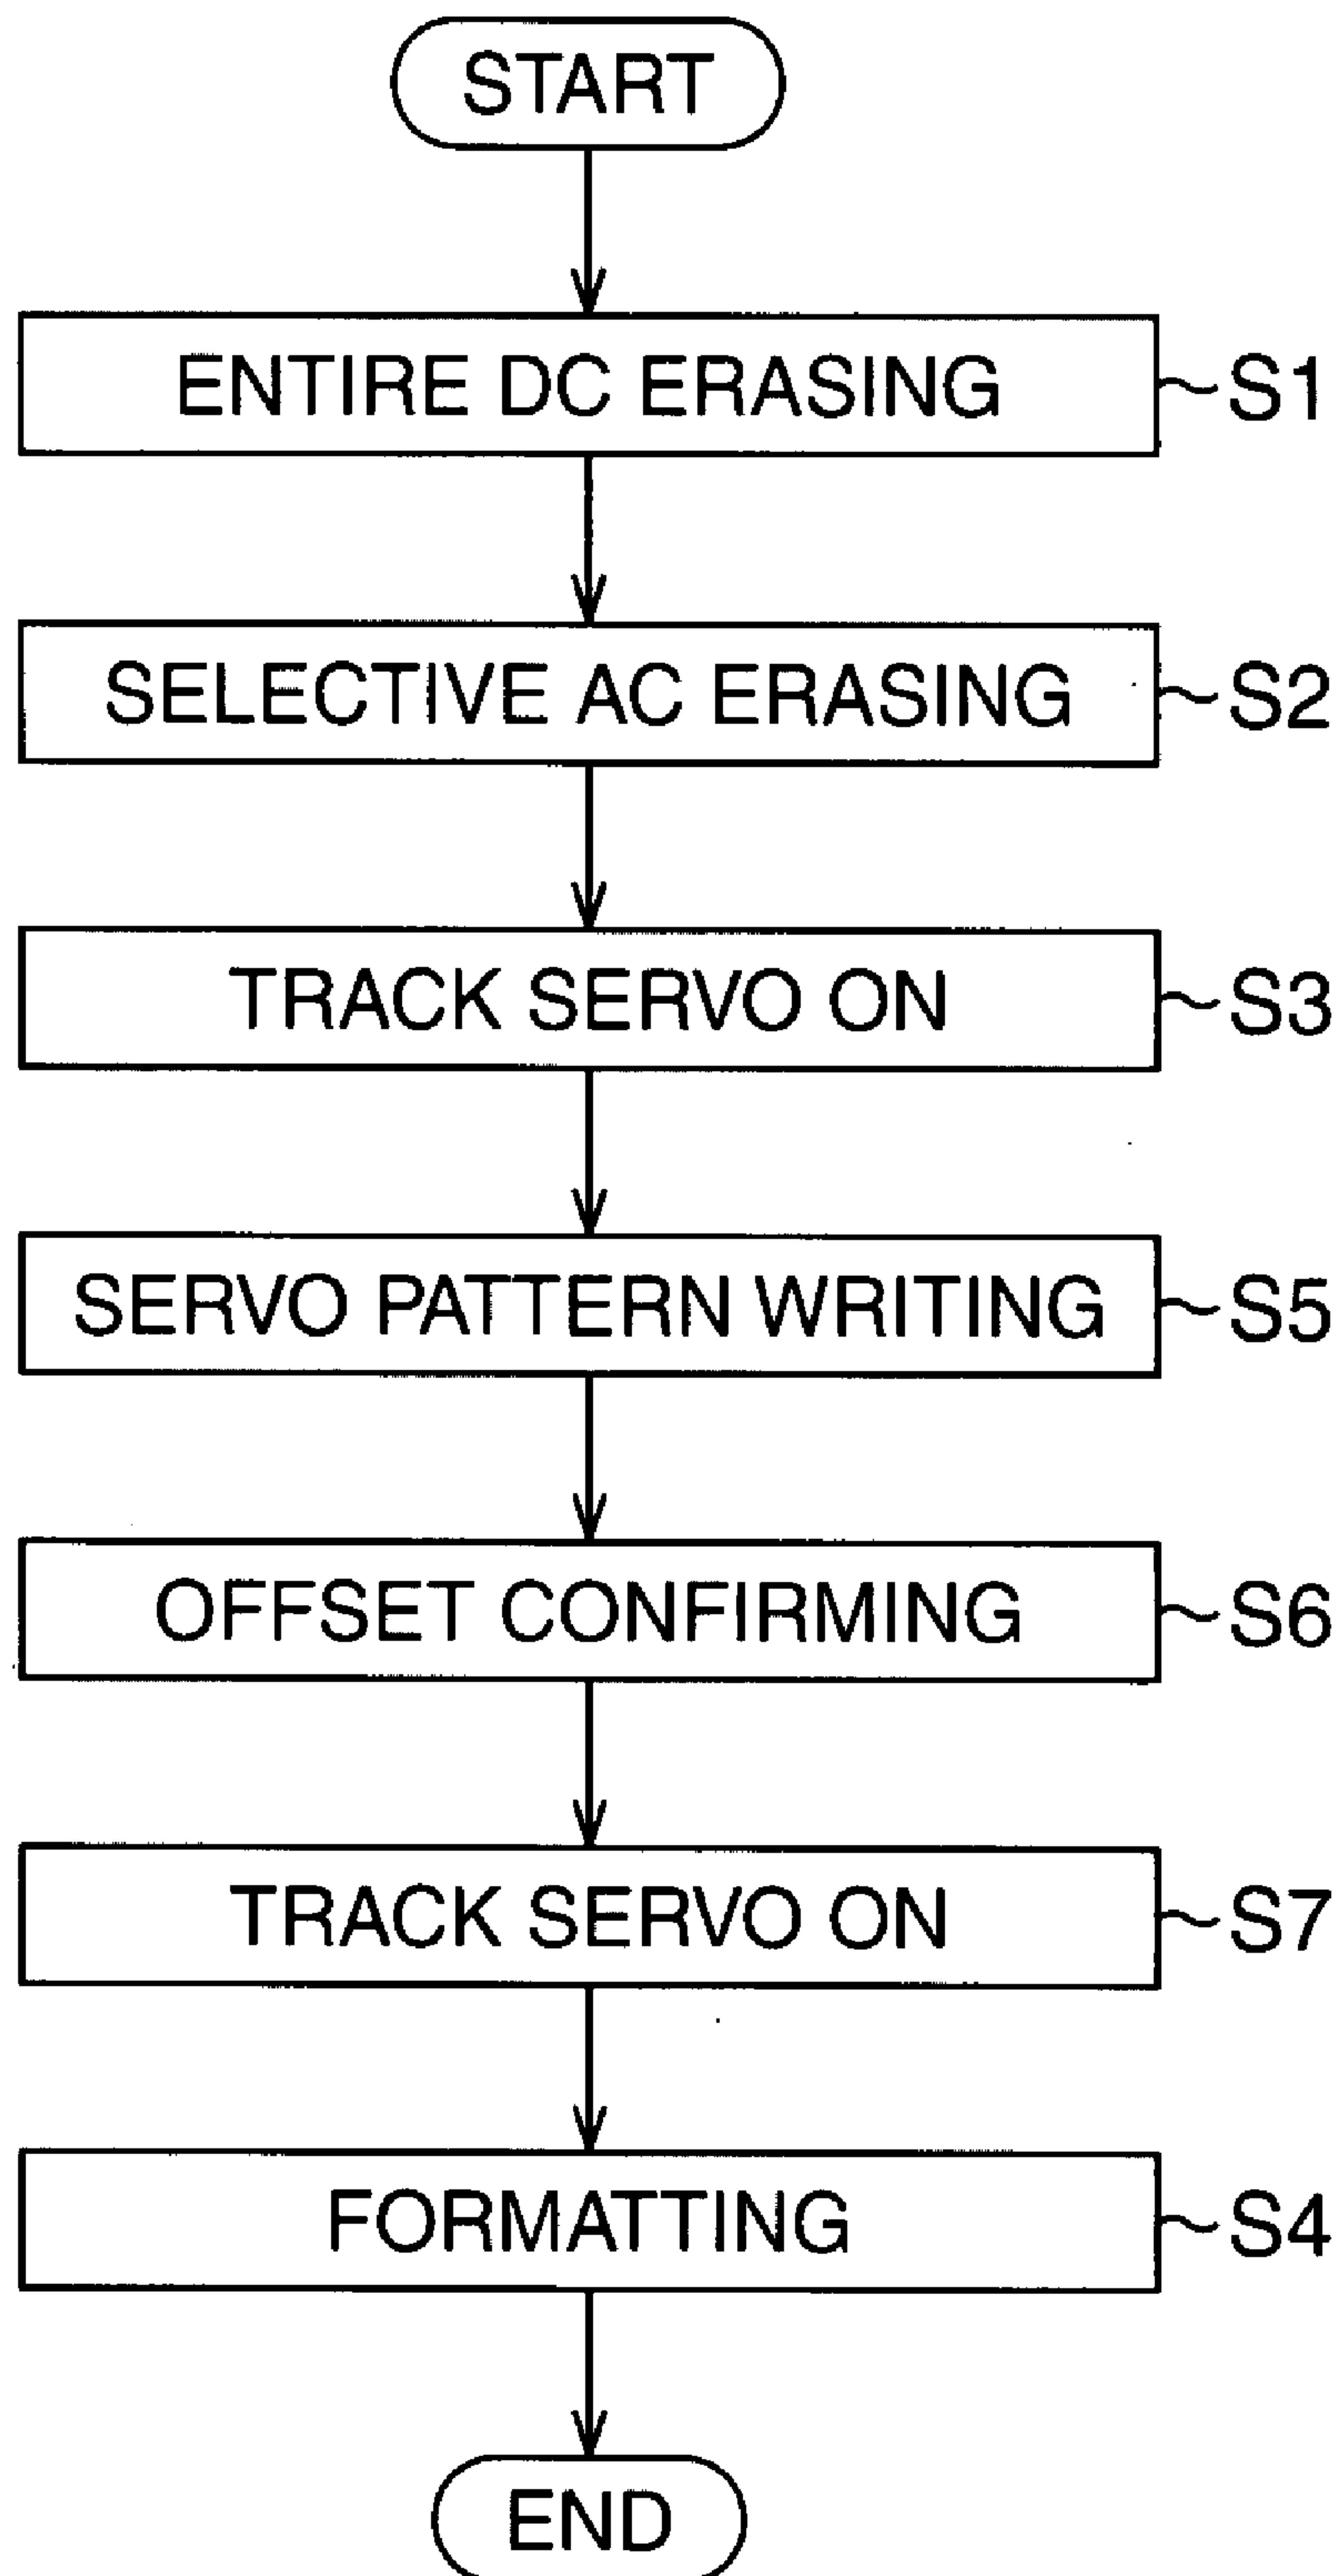 START
ENTIRE DC ERASING S1
SELECTIVE AC ERASING S2
TRACK SERVO ON S3
SERVO PATTERN WRITING S5
OFFSET CONFIRMING S6
TRACK SERVO ON S7
FORMATTING S4
END